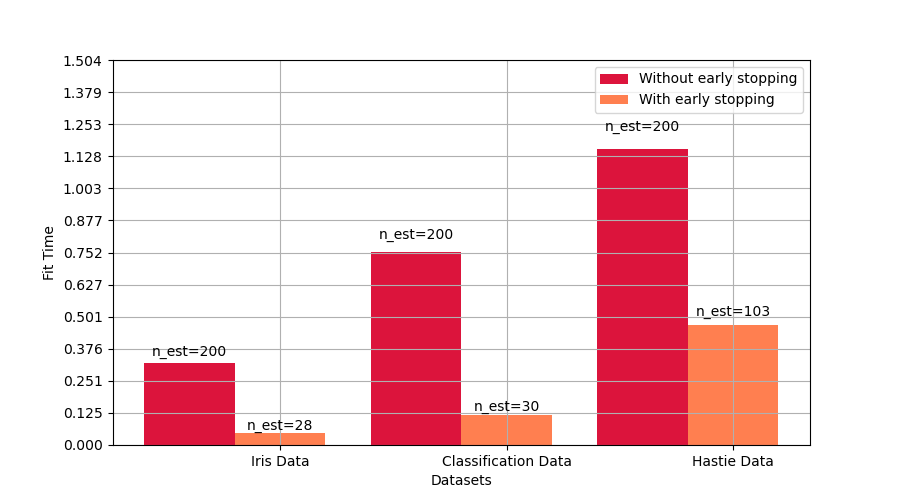 1.504
1.379
1.253
1.128
1.003
0.877
0.752
0.627
0.501
0.376
0.251
0.125
0.000
Fit Time
Without early stopping
With early stopping
n_est=200
n_est=200
n_est=103
n_est=200
n_est=30
n_est=28
Iris Data
Classification Data
Hastie Data
Datasets